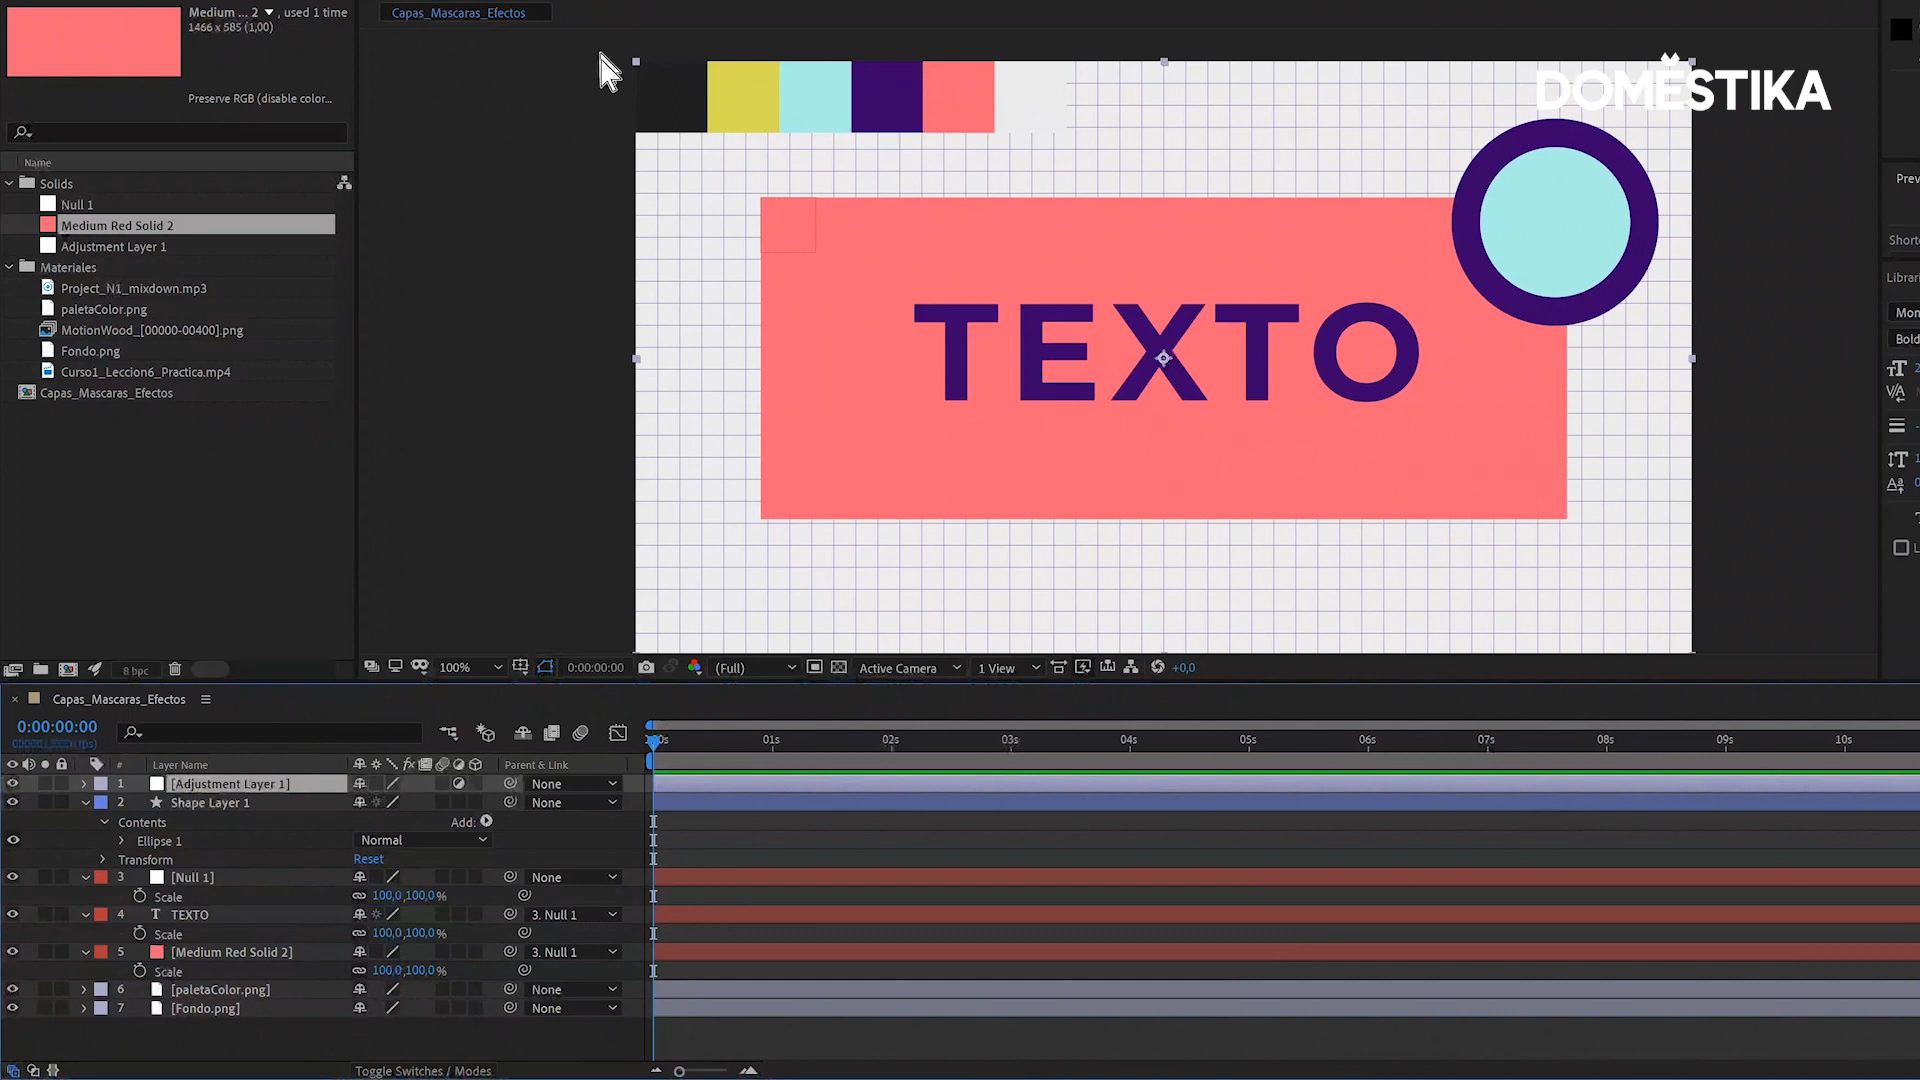 Medium ... 2 , used 1 time
1466 x 585 (1,00)
Preserve RGB (disable color...
Name
Solids
Null 1
Medium Red Solid 2
Adjustment Layer 1
Materiales
Project_N1_mixdown.mp3
paletaColor.png
MotionWood_[00000-00400].png
Fondo.png
Curso1_Leccion6_Practica.mp4
Capas_Mascaras_Efectos
8 bpc
Capas_Mascaras_Efectos
DOMESTIKA
TEXTO
100% 0:00:00:00 (Full) Active Camera 1 View +0,0
Prev
Shorto
Librari
Mon
Bold
Capas_Mascaras_Efectos
0:00:00:00
# Layer Name Parent & Link
1 [Adjustment Layer 1] None
2 Shape Layer 1 None
Contents Add:
Ellipse 1 Normal
Transform Reset
3 [Null 1] None
Scale 100,0,100,0%
4 T TEXTO 3. Null 1
Scale 100,0,100,0%
5 [Medium Red Solid 2] 3. Null 1
Scale 100,0,100,0%
6 [paletaColor.png] None
7 [Fondo.png] None
Toggle Switches / Modes
01s 02s 03s 04s 05s 06s 07s 08s 09s 10s